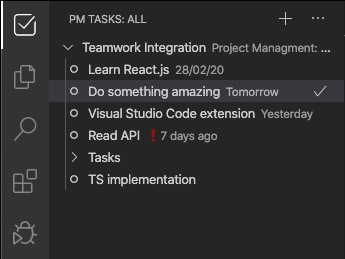 PM TASKS: ALL
Teamwork Integration Project Managment: ...
Learn React.js 28/02/20
Do something amazing Tomorrow
Visual Studio Code extension Yesterday
Read API ! 7 days ago
Tasks
TS implementation